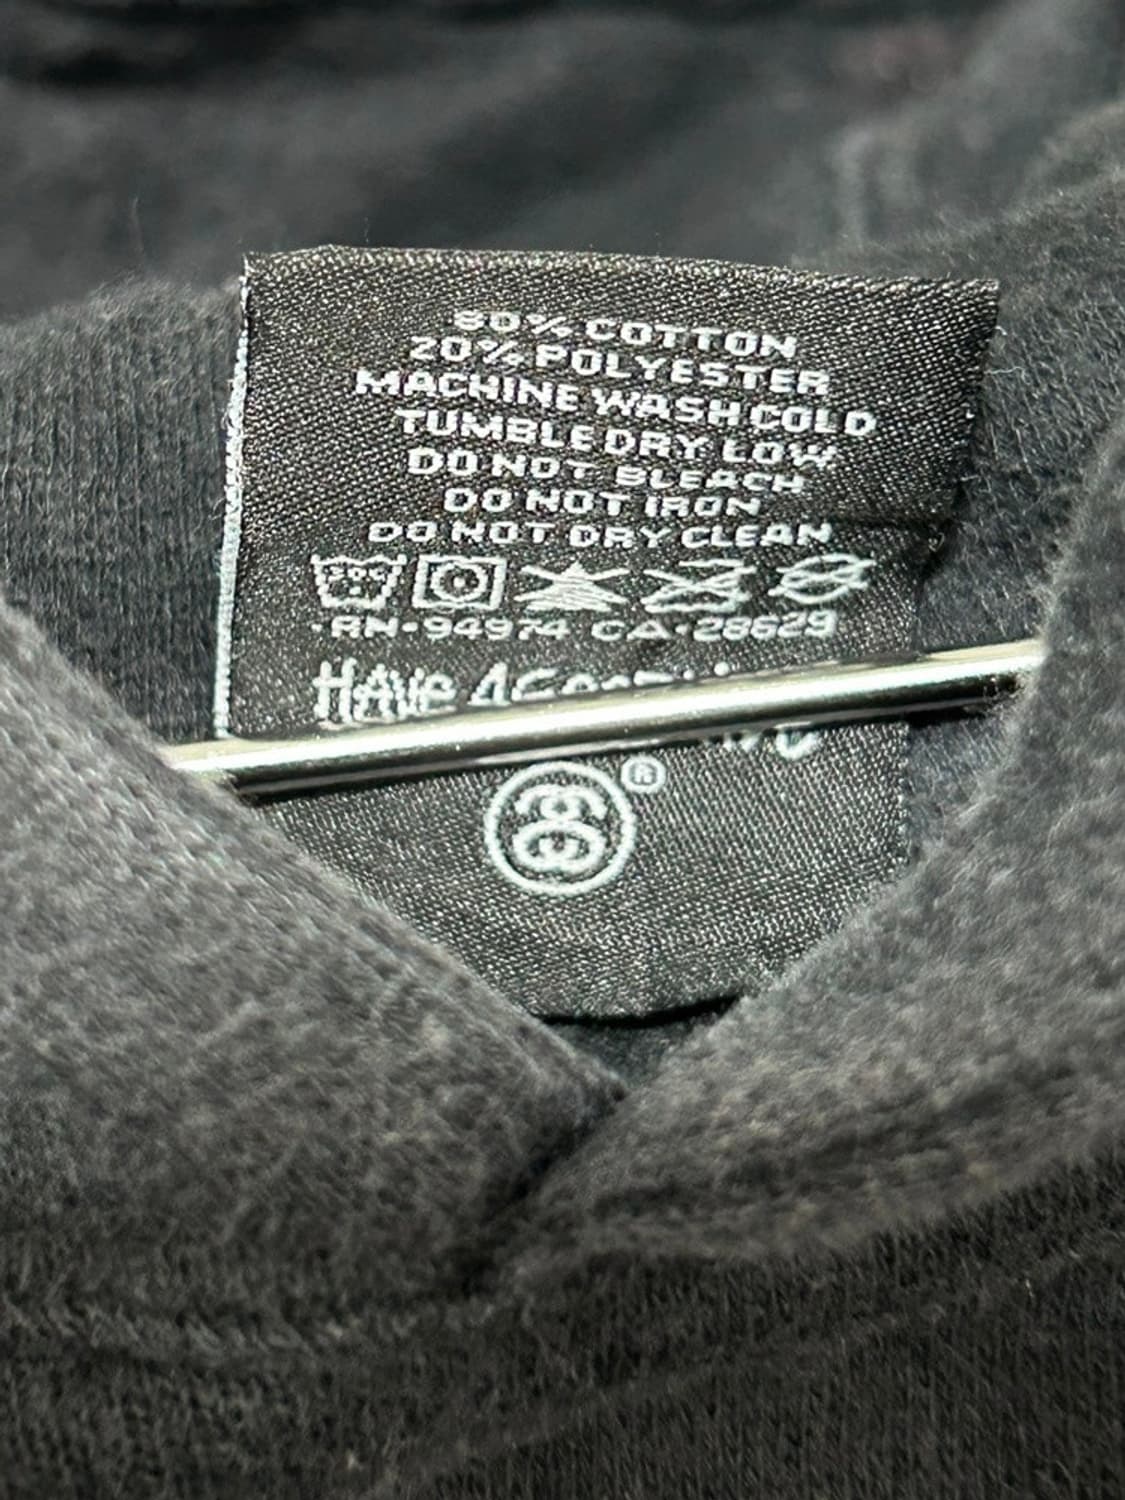 80% COTTON
20% POLYESTER
MACHINE WASH COLD
TUMBLE DRY LOW
DO NOT BLEACH
DO NOT IRON
DO NOT DRY CLEAN
·RN·94974 CA·28629
HAVE A
®